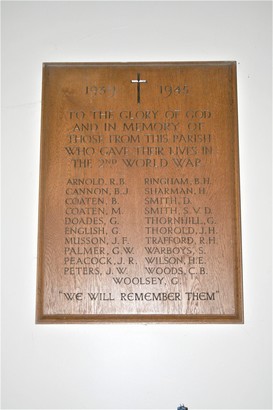 1939 1945
TO THE GLORY OF GOD
AND IN MEMORY OF
THOSE FROM THIS PARISH
WHO GAVE THEIR LIVES IN
THE 2ND WORLD WAR
ARNOLD, R.B. BINGHAM, B.H.
CANNON, B.J. SHARMAN, H.
COATEN, B. SMITH, D.
COATEN, M. SMITH, S.V.D.
DOADES, G. THORNHILL, G.
ENGLISH, G. THOROLD, J.H.
MUSSON, J.F. TRAFFORD, R.H.
PALMER, G.W. WARBOYS, S.
PEACOCK, J.R. WILSON, H.E.
PETERS, J.W. WOODS, C.B.
WOOLSEY, G.
"WE WILL REMEMBER THEM"